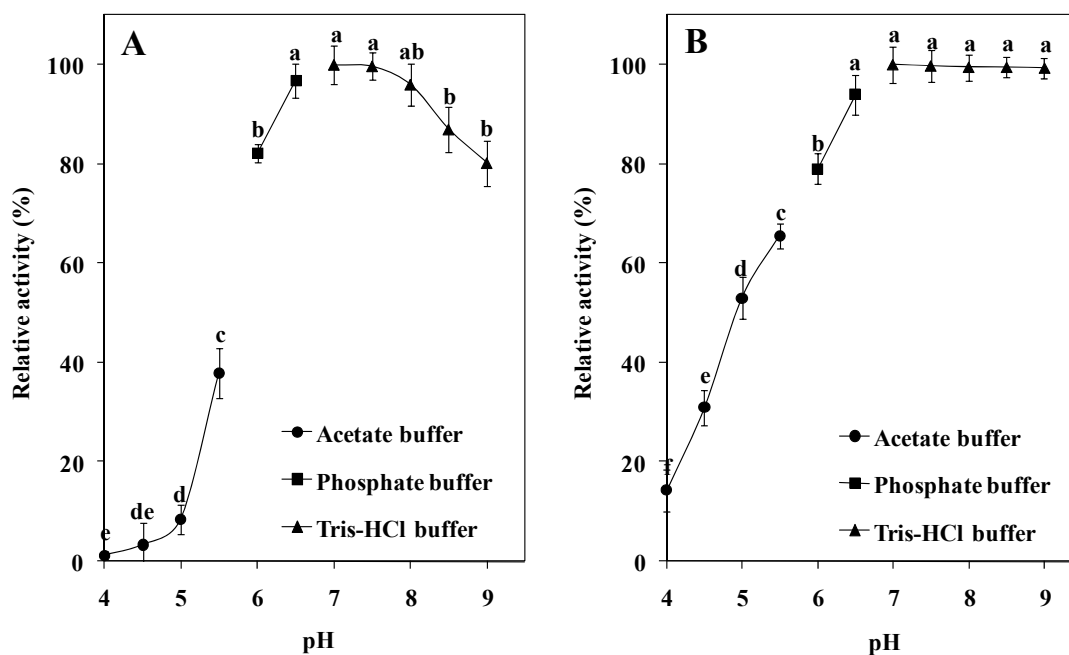 A
Relative activity (%)
100
80
60
40
20
0
e
de
d
c
b
a
a
a
ab
b
b
Acetate buffer
Phosphate buffer
Tris-HCl buffer
4 5 6 7 8 9
pH
B
Relative activity (%)
100
80
60
40
20
0
f
e
d
c
b
a
a
a
a
a
a
Acetate buffer
Phosphate buffer
Tris-HCl buffer
4 5 6 7 8 9
pH